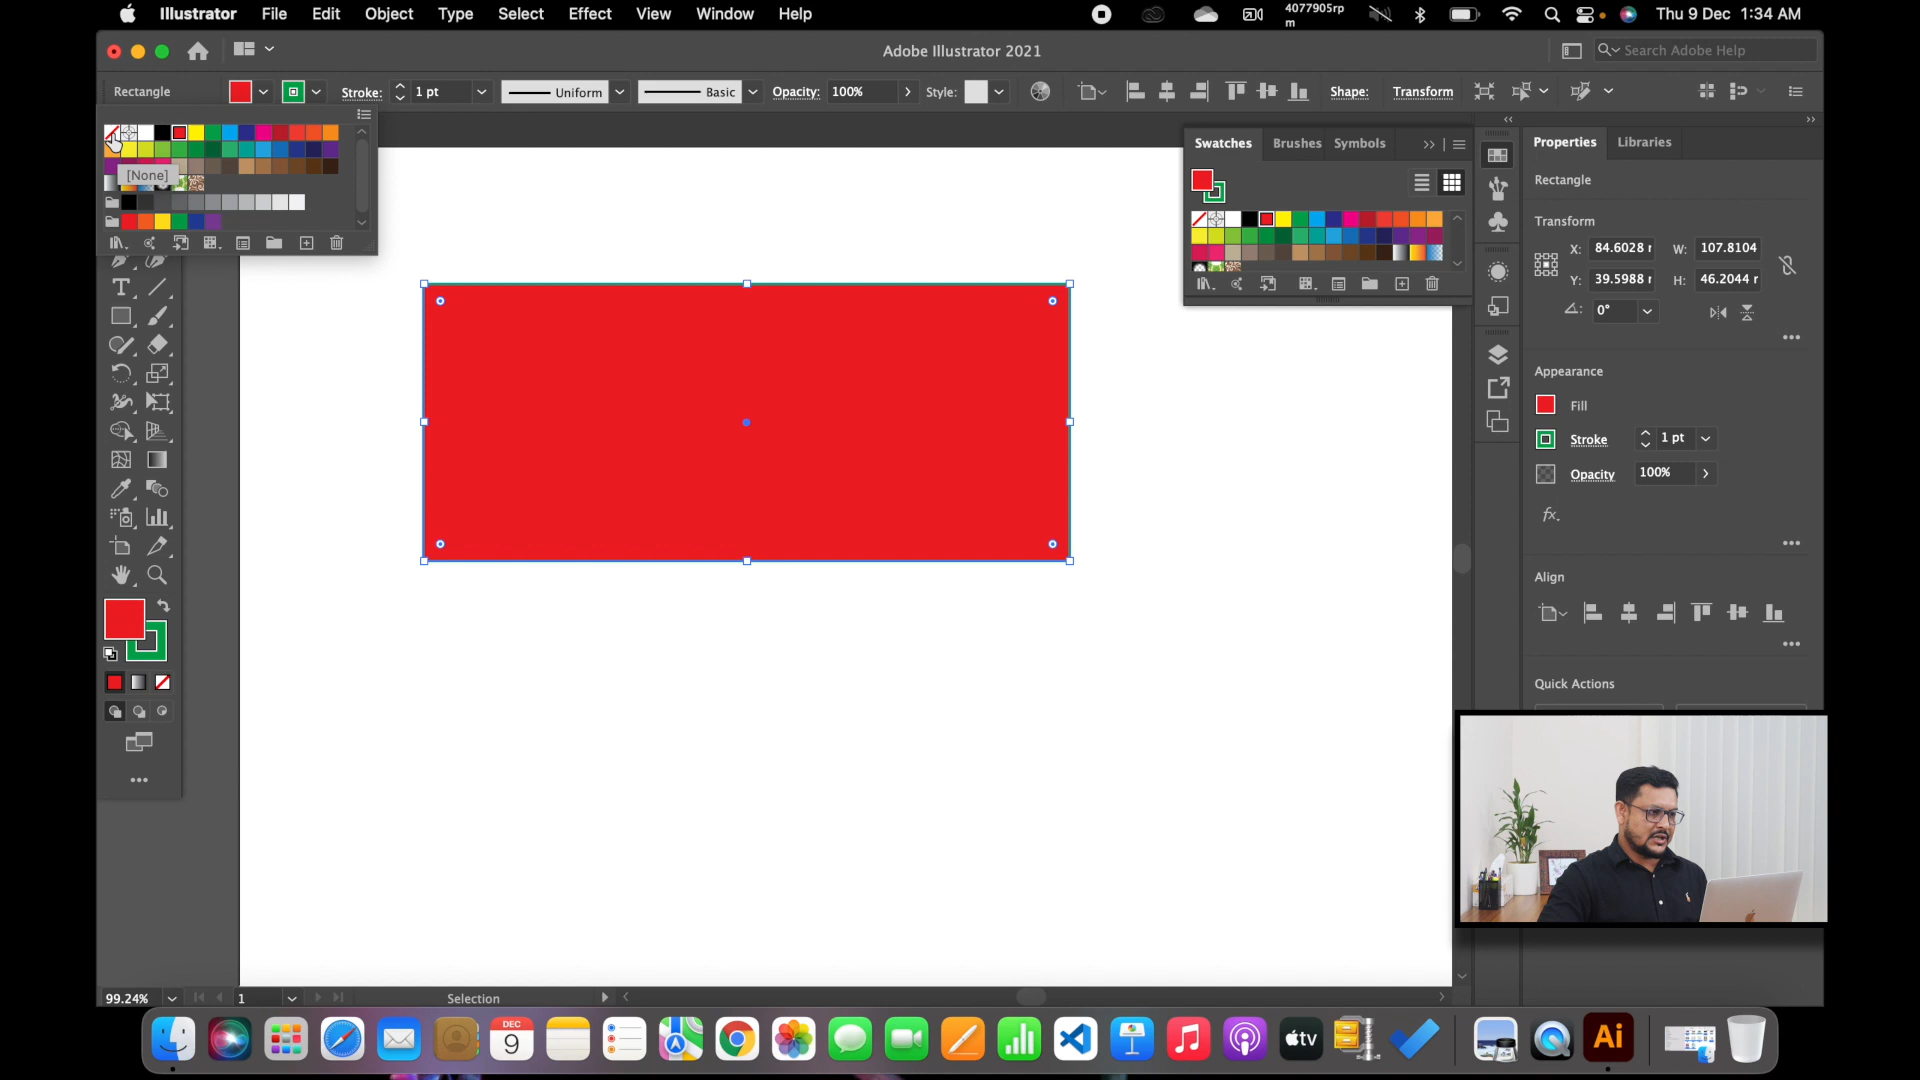 Illustrator File Edit Object Type Select Effect View Window Help
4077905rp
m
Thu 9 Dec 1:34 AM
Adobe Illustrator 2021
Search Adobe Help
Rectangle
Stroke: 1 pt
Uniform
Basic
Opacity: 100%
Style:
Shape:
Transform
[None]
Swatches Brushes Symbols
Properties Libraries
Rectangle
Transform
X: 84.6028 r W: 107.8104
Y: 39.5988 r H: 46.2044 r
0°
Appearance
Fill
Stroke 1 pt
Opacity 100%
fx
Align
Quick Actions
99.24% 1 Selection
DEC
9
tv
Ai